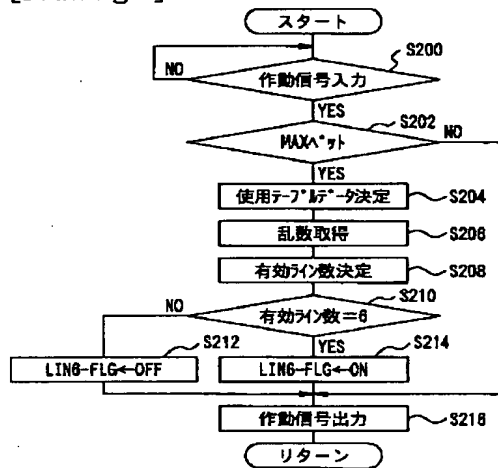 スタート
S200
NO
作動信号入力
YES
S202
NO
MAXベット
YES
使用テーブルデータ決定
S204
乱数取得
S206
有効ライン数決定
S208
S210
NO
有効ライン数=6
S212
YES
S214
LIN6-FLG←OFF
LIN6-FLG←ON
作動信号出力
S216
リターン